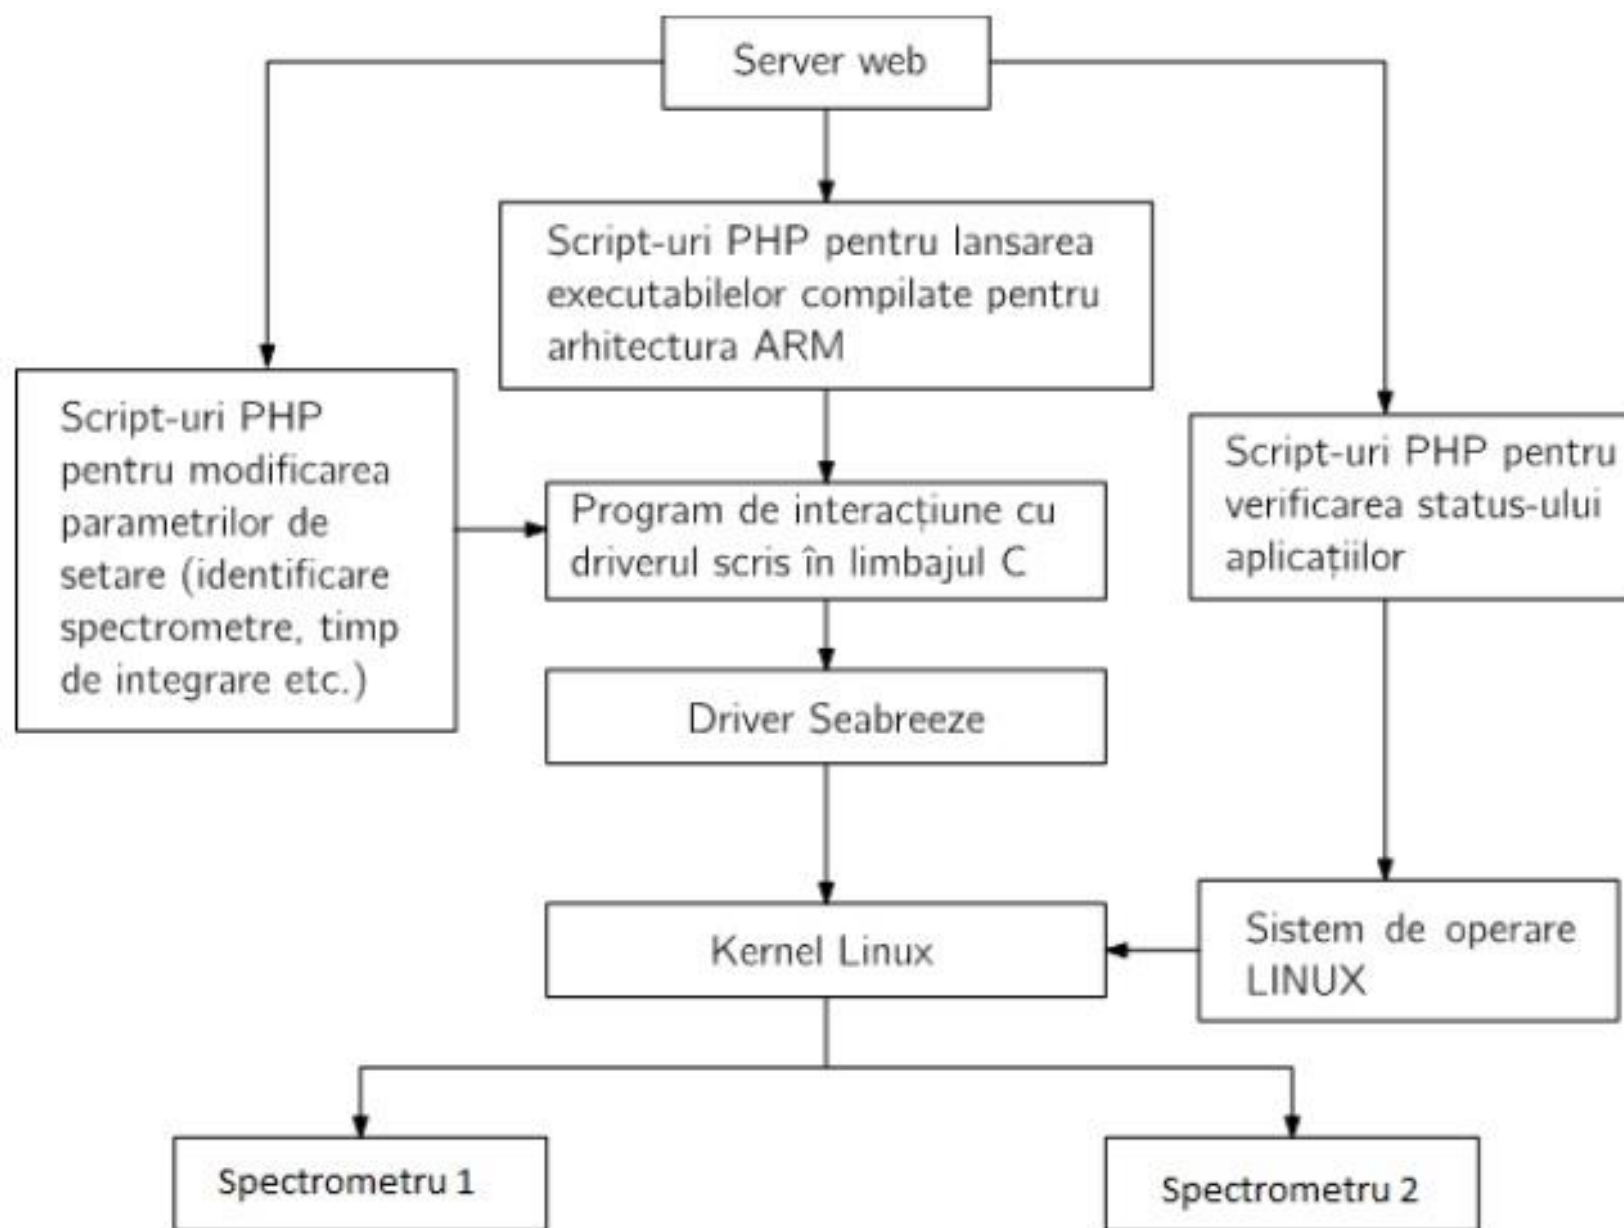 Server web
Script-uri PHP pentru lansarea
executabilelor compilate pentru
arhitectura ARM
Script-uri PHP
pentru modificarea
parametrilor de
setare (identificare
spectrometre, timp
de integrare etc.)
Program de interacțiune cu
driverul scris în limbajul C
Script-uri PHP pentru
verificarea status-ului
aplicațiilor
Driver Seabreeze
Kernel Linux
Sistem de operare
LINUX
Spectrometru 1
Spectrometru 2